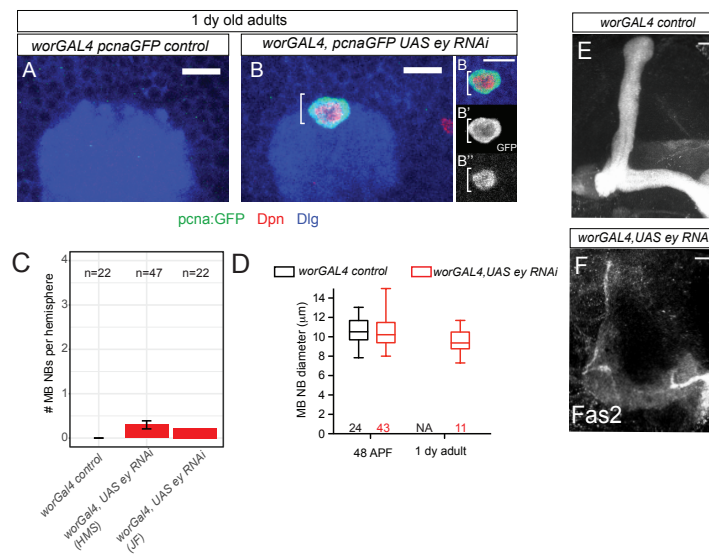 1 dy old adults
worGAL4 pcnaGFP control
worGAL4, pcnaGFP UAS ey RNAi
A
B
B
B'
GFP
B''
pcna:GFP Dpn Dlg
C
# MB NBs per hemisphere
4
3
2
1
0
n=22 n=47 n=22
worGal4 control
worGal4, UAS ey RNAi
(HMS)
worGal4, UAS ey RNAi
(JF)
D
worGAL4 control
worGAL4,UAS ey RNAi
MB NB diameter (μm)
14
12
10
8
6
4
2
0
24 43 NA 11
48 APF 1 dy adult
worGAL4 control
E
worGAL4,UAS ey RNA
F
Fas2